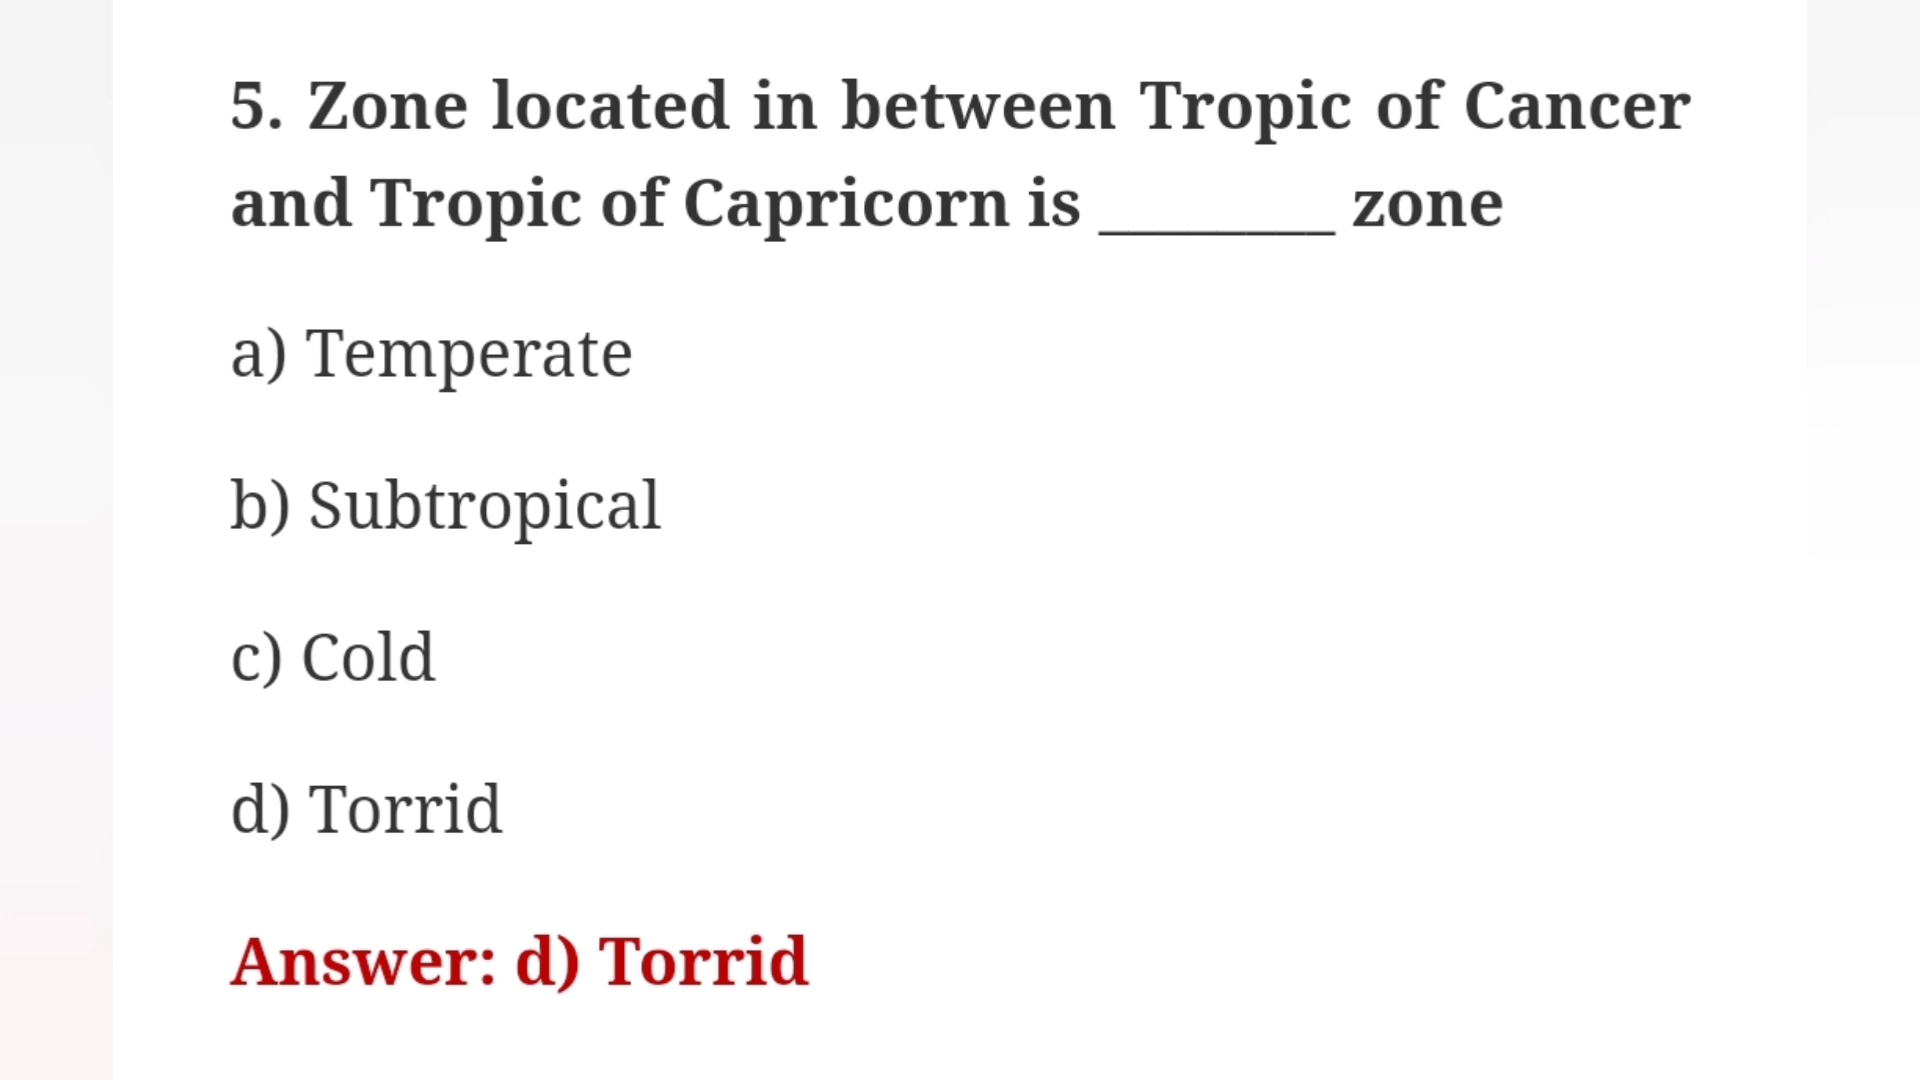 5. Zone located in between Tropic of Cancer
and Tropic of Capricorn is ________ zone
a) Temperate
b) Subtropical
c) Cold
d) Torrid
Answer: d) Torrid